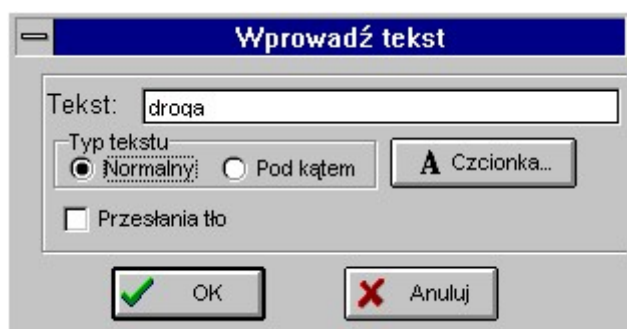 Wprowadź tekst
Tekst: droga
Typ tekstu
Normalny Pod kątem A Czcionka...
Przesłania tło
OK Anuluj